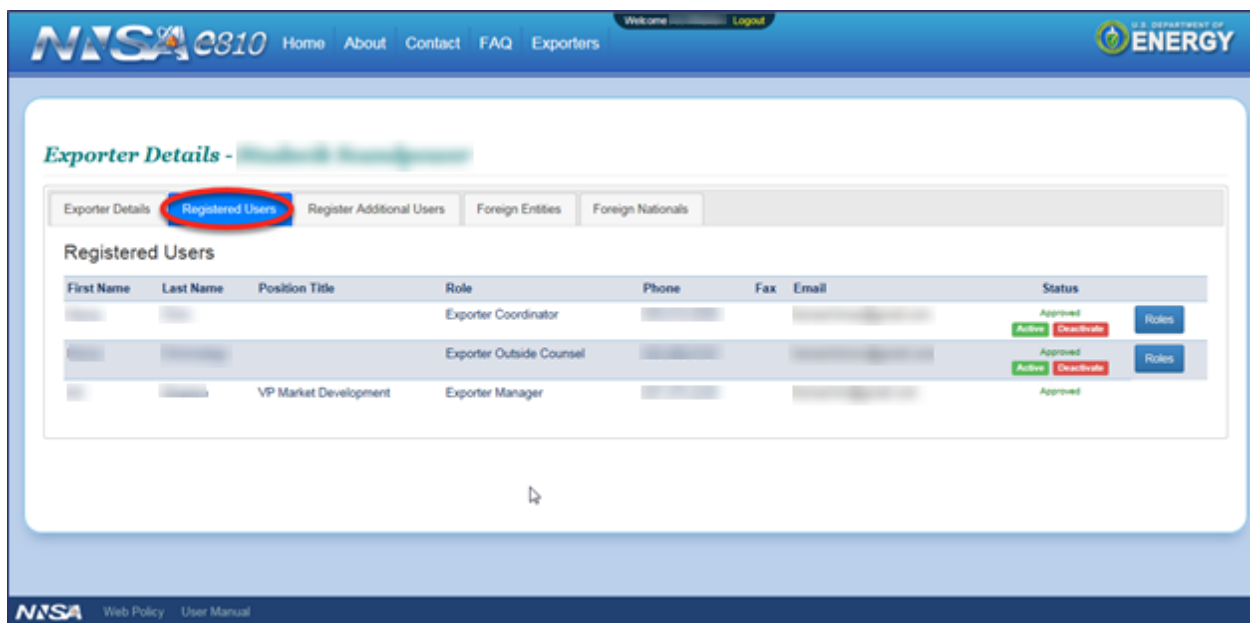 Welcome Logout
NNSA e810 Home About Contact FAQ Exporters
U.S. DEPARTMENT OF
ENERGY
Exporter Details -
Exporter Details Registered Users Register Additional Users Foreign Entities Foreign Nationals
Registered Users
First Name Last Name Position Title Role Phone Fax Email Status
Exporter Coordinator Approved
Active Deactivate Roles
Exporter Outside Counsel Approved
Active Deactivate Roles
VP Market Development Exporter Manager Approved
NNSA Web Policy User Manual